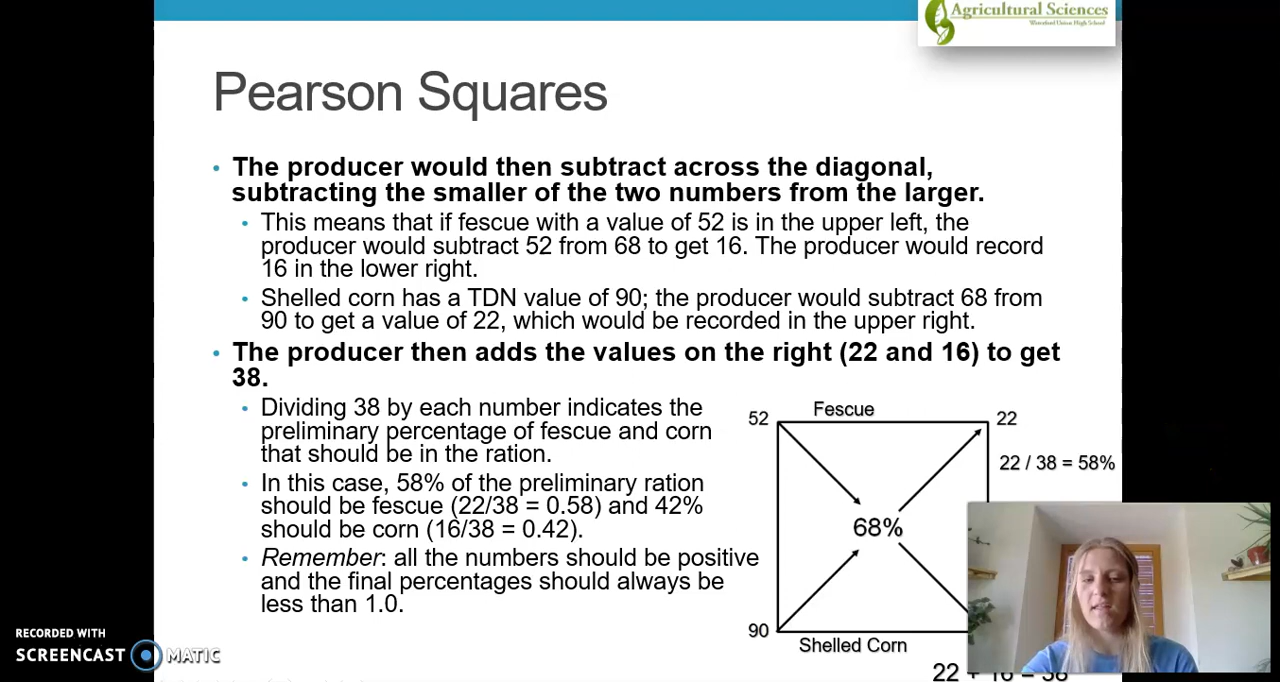 Agricultural Sciences
Waterford Union High School
Pearson Squares
• The producer would then subtract across the diagonal,
subtracting the smaller of the two numbers from the larger.
• This means that if fescue with a value of 52 is in the upper left, the
producer would subtract 52 from 68 to get 16. The producer would record
16 in the lower right.
• Shelled corn has a TDN value of 90; the producer would subtract 68 from
90 to get a value of 22, which would be recorded in the upper right.
• The producer then adds the values on the right (22 and 16) to get
38.
• Dividing 38 by each number indicates the
preliminary percentage of fescue and corn
that should be in the ration.
• In this case, 58% of the preliminary ration
should be fescue (22/38 = 0.58) and 42%
should be corn (16/38 = 0.42).
• Remember: all the numbers should be positive
and the final percentages should always be
less than 1.0.
Fescue
52
22
22 / 38 = 58%
68%
90
Shelled Corn
22 + 16 = 38
RECORDED WITH
SCREENCAST MATIC